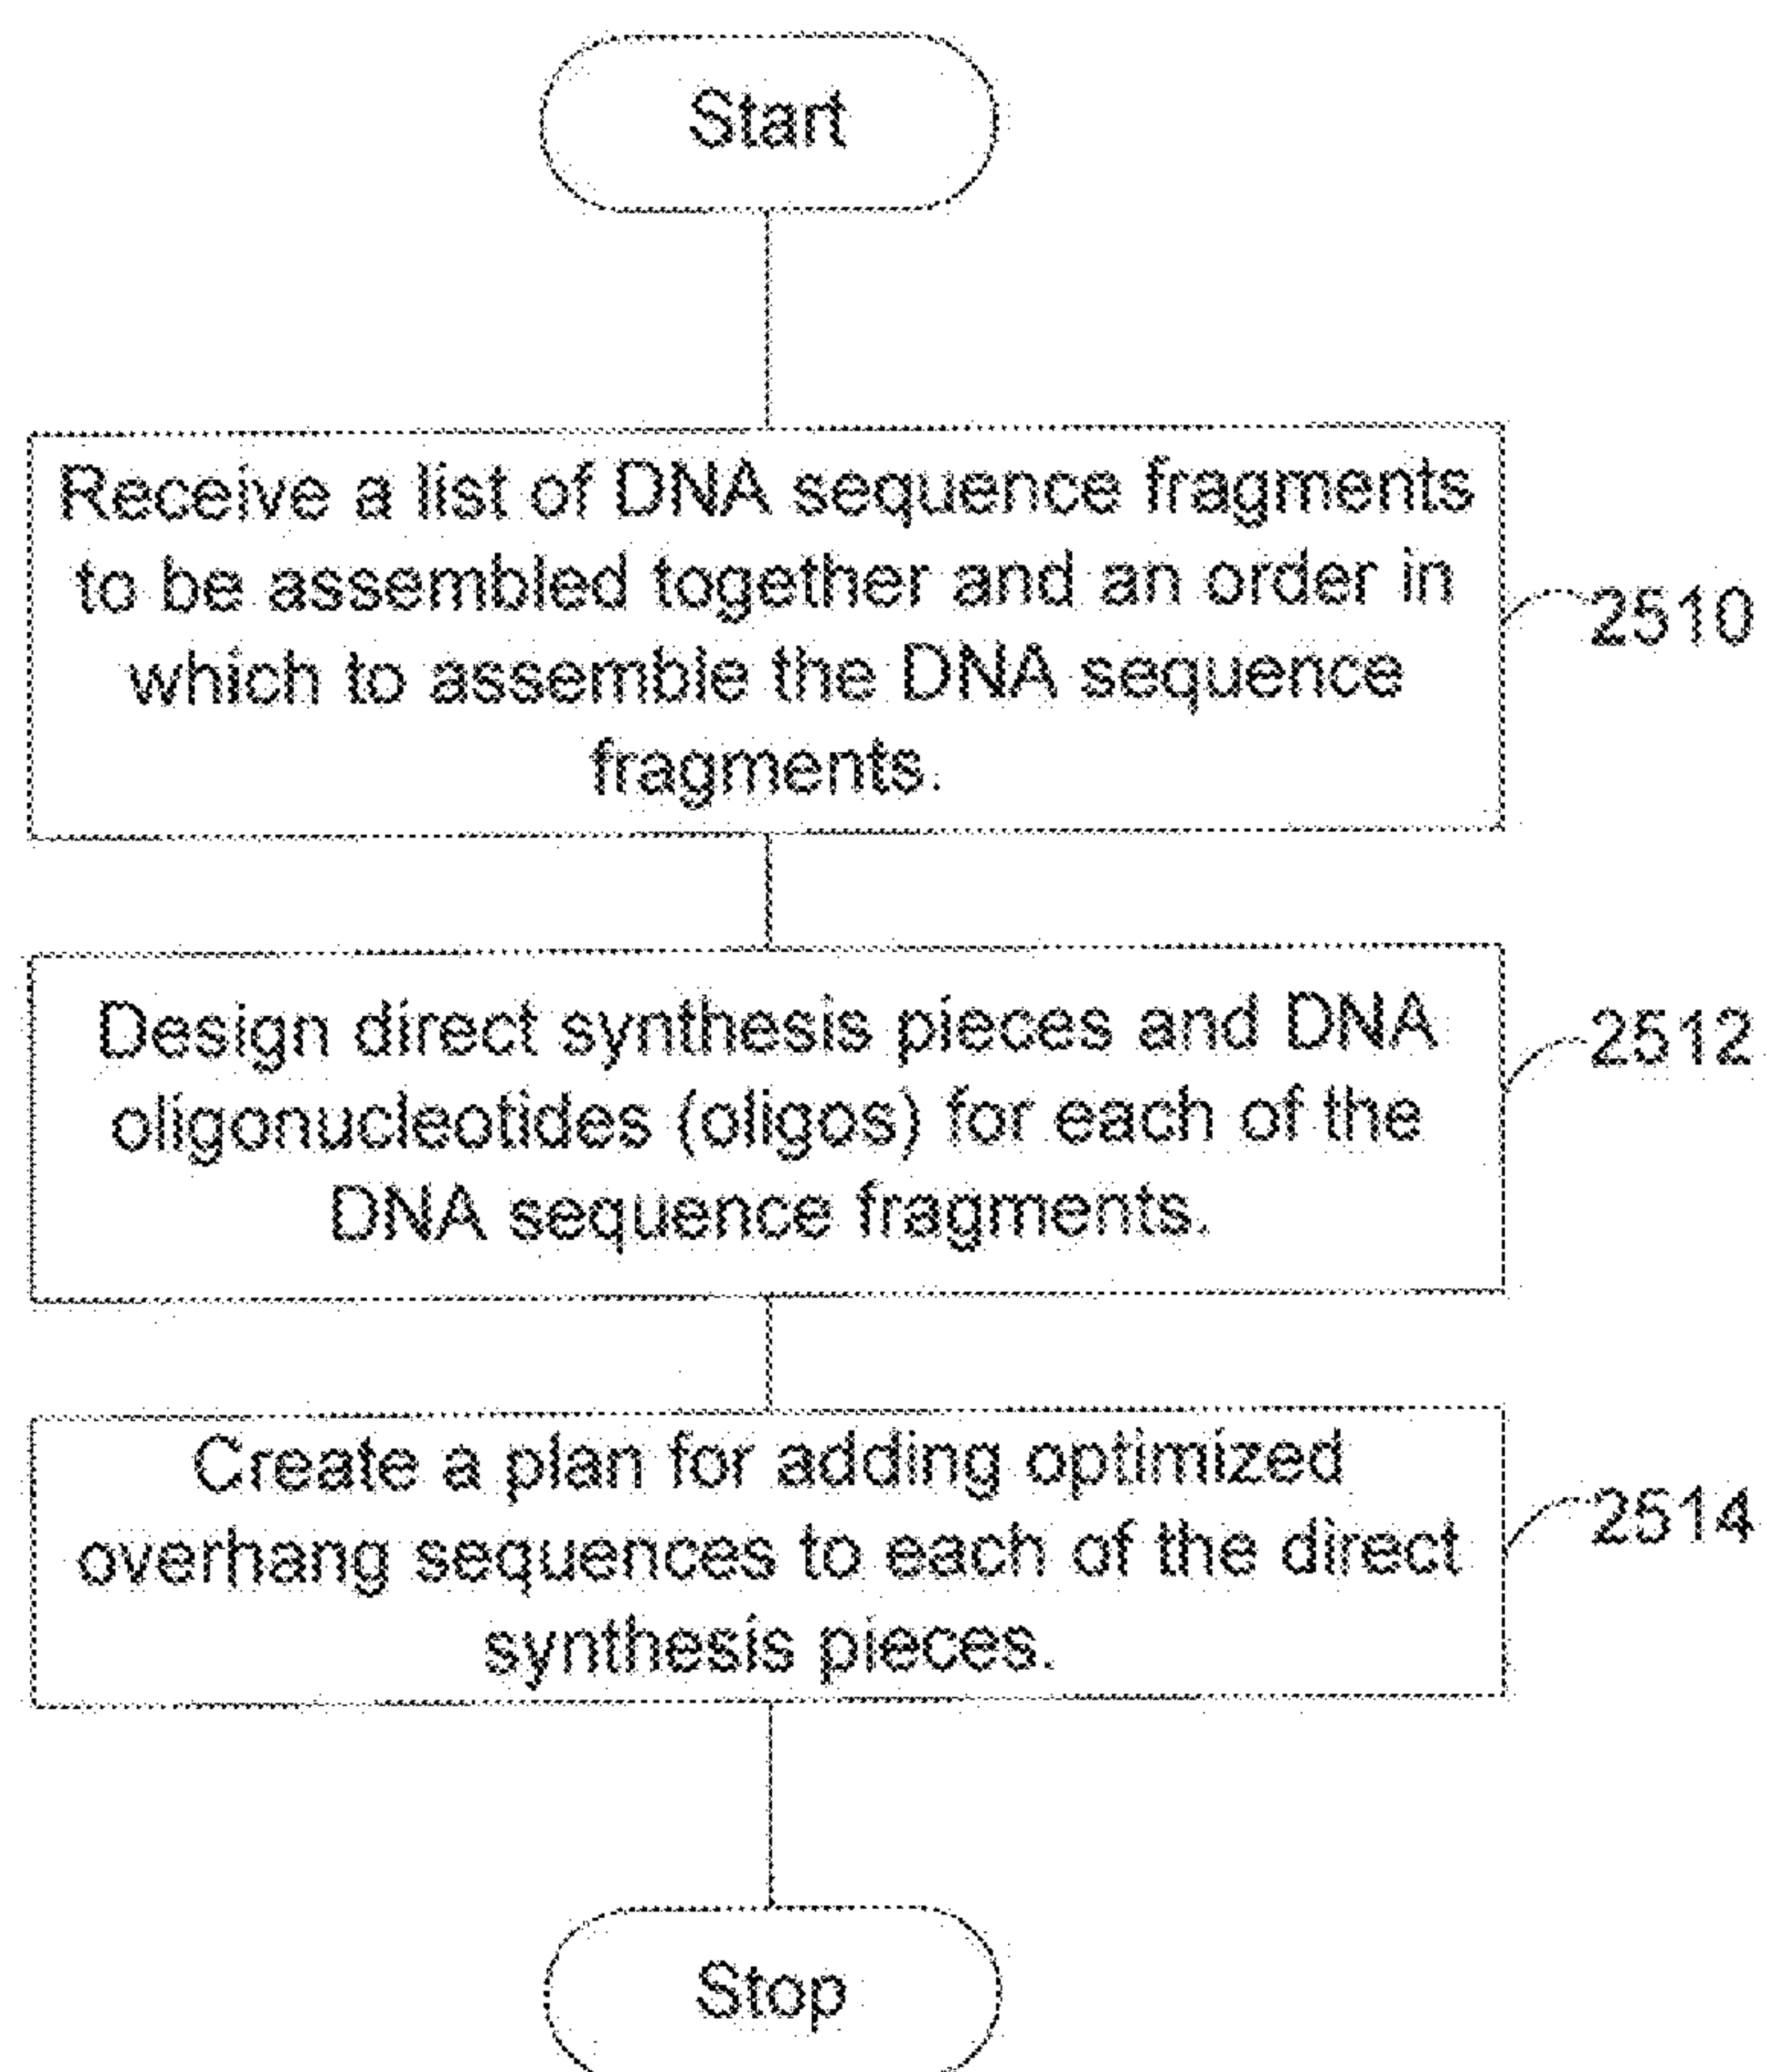 Start
Receive a list of DNA sequence fragments
to be assembled together and an order in
which to assemble the DNA sequence
fragments.
2510
Design direct synthesis pieces and DNA
oligonucleotides (oligos) for each of the
DNA sequence fragments.
2512
Create a plan for adding optimized
overhang sequences to each of the direct
synthesis pieces.
2514
Stop